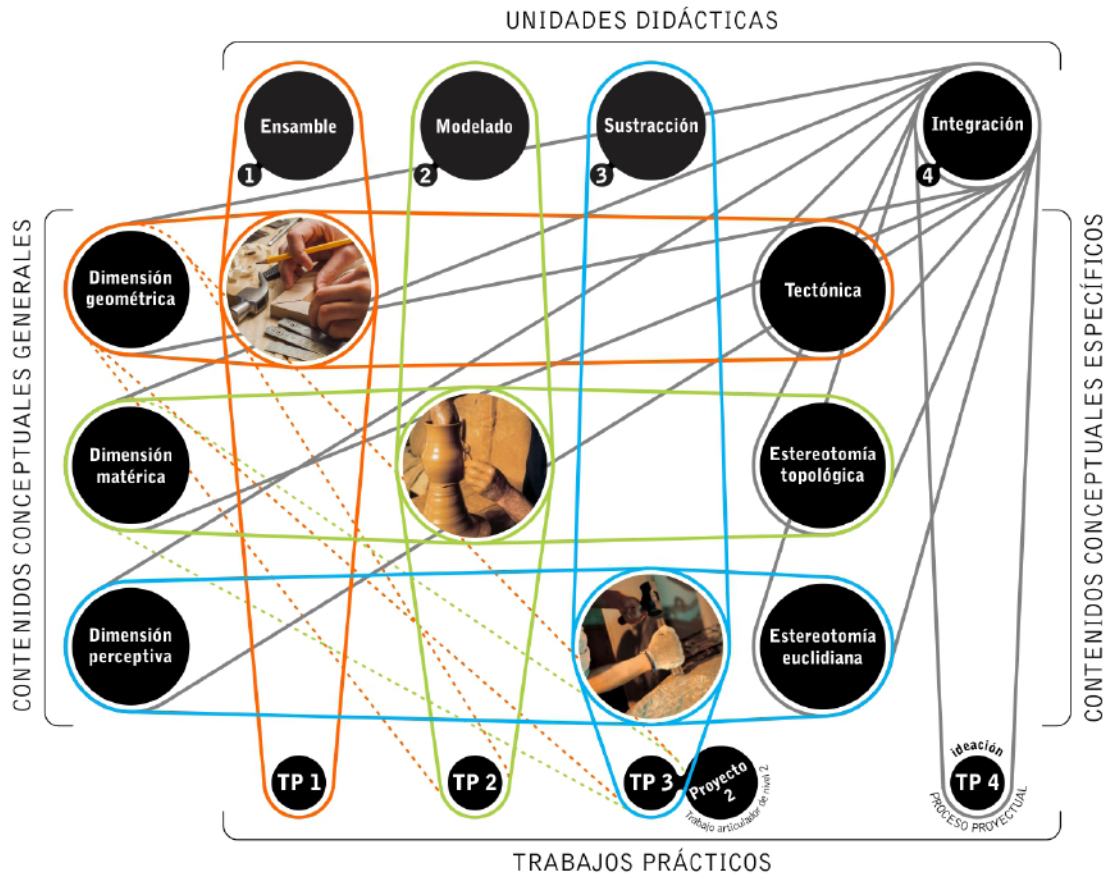 UNIDADES DIDÁCTICAS
Ensamble
1
Modelado
2
Sustracción
3
Integración
4
CONTENIDOS CONCEPTUALES GENERALES
CONTENIDOS CONCEPTUALES ESPECÍFICOS
Dimensión
geométrica
Tectónica
Dimensión
matérica
Estereotomía
topológica
Dimensión
perceptiva
Estereotomía
euclidiana
TP 1
TP 2
TP 3
Proyecto
2
Trabajo articulador de nivel 2
ideación
TP 4
PROCESO PROYECTUAL
TRABAJOS PRÁCTICOS